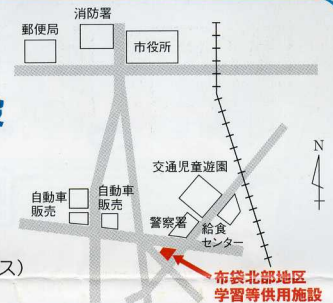 消防署
郵便局
市役所
N
交通児童遊園
自動車
販売
自動車
販売
警察署
給食
センター
ス)
布袋北部地区
学習等供用施設